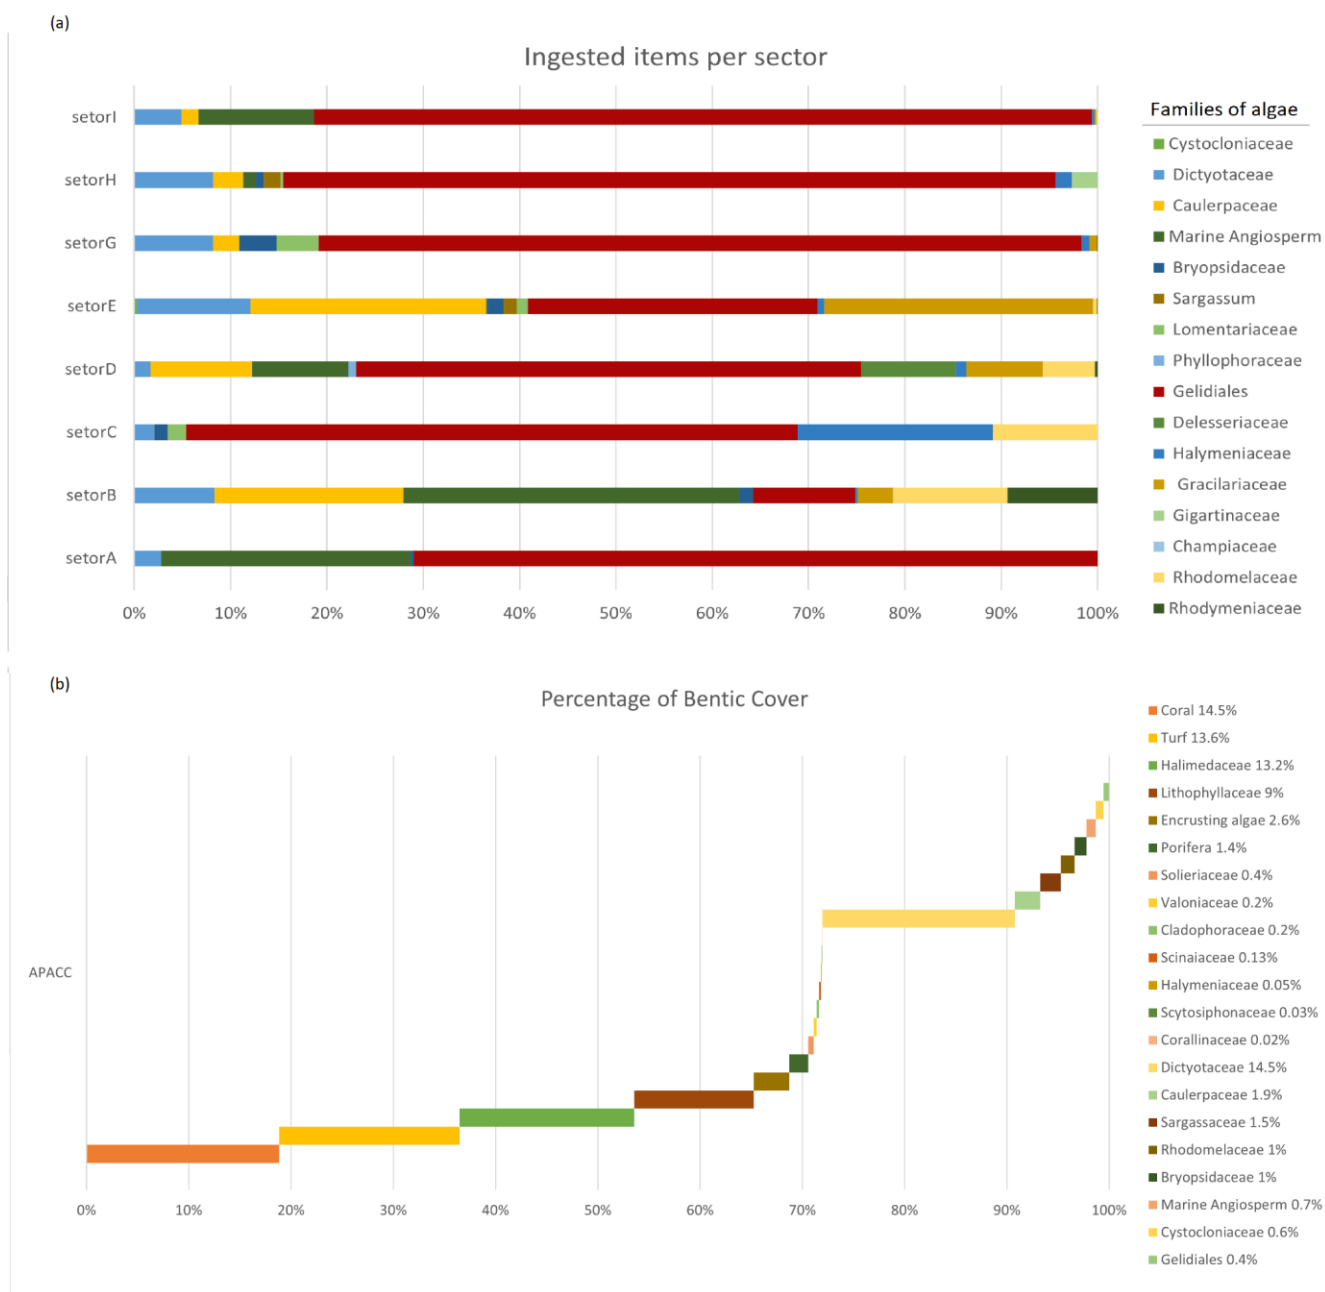 (a)
Ingested items per sector
setorI
setorH
setorG
setorE
setorD
setorC
setorB
setorA
0% 10% 20% 30% 40% 50% 60% 70% 80% 90% 100%
Families of algae
Cystocloniaceae
Dictyotaceae
Caulerpaceae
Marine Angiosperm
Bryopsidaceae
Sargassum
Lomentariaceae
Phyllophoraceae
Gelidiales
Delesseriaceae
Halymeniaceae
Gracilariaceae
Gigartinaceae
Champiaceae
Rhodomelaceae
Rhodymeniaceae
(b)
Percentage of Bentic Cover
APACC
0% 10% 20% 30% 40% 50% 60% 70% 80% 90% 100%
Coral 14.5%
Turf 13.6%
Halimedaceae 13.2%
Lithophyllaceae 9%
Encrusting algae 2.6%
Porifera 1.4%
Solieriaceae 0.4%
Valoniaceae 0.2%
Cladophoraceae 0.2%
Scinaiaceae 0.13%
Halymeniaceae 0.05%
Scytosiphonaceae 0.03%
Corallinaceae 0.02%
Dictyotaceae 14.5%
Caulerpaceae 1.9%
Sargassaceae 1.5%
Rhodomelaceae 1%
Bryopsidaceae 1%
Marine Angiosperm 0.7%
Cystocloniaceae 0.6%
Gelidiales 0.4%